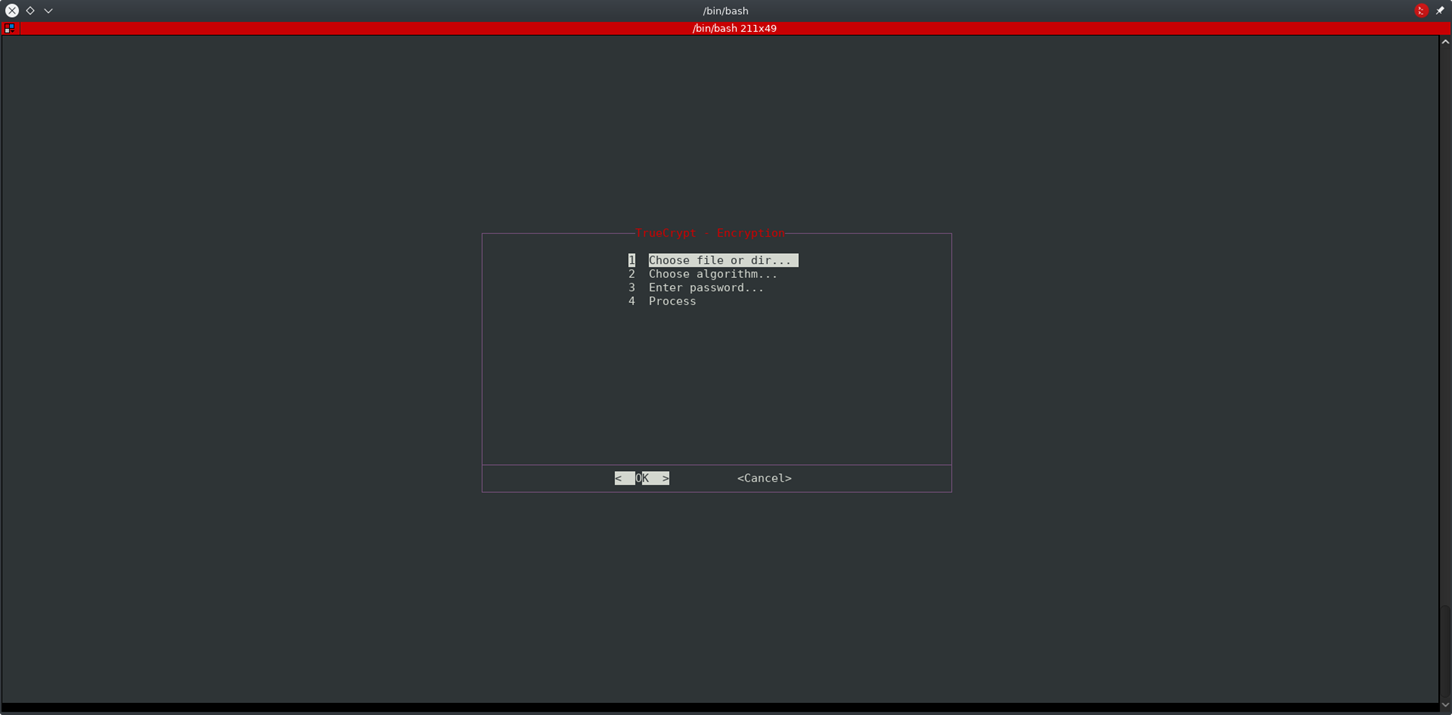 /bin/bash
/bin/bash 211x49
TrueCrypt - Encryption
1 Choose file or dir...
2 Choose algorithm...
3 Enter password...
4 Process
< OK > <Cancel>